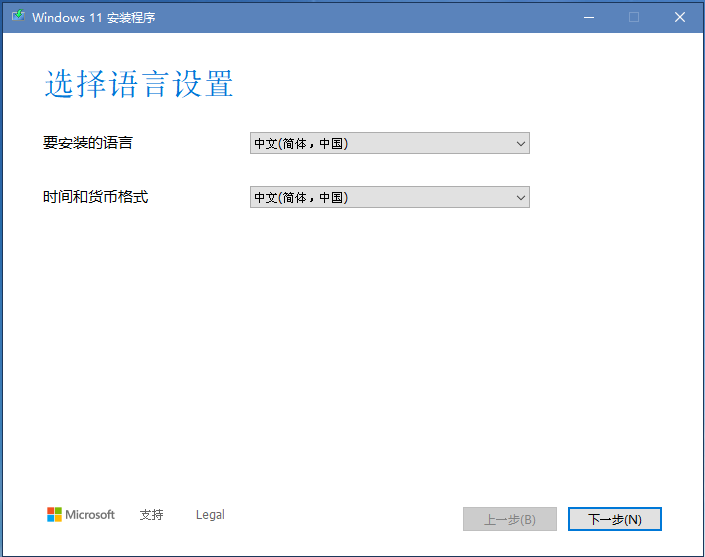 Windows 11 安装程序
选择语言设置
要安装的语言 中文(简体，中国)
时间和货币格式 中文(简体，中国)
Microsoft 支持 Legal 上一步(B) 下一步(N)